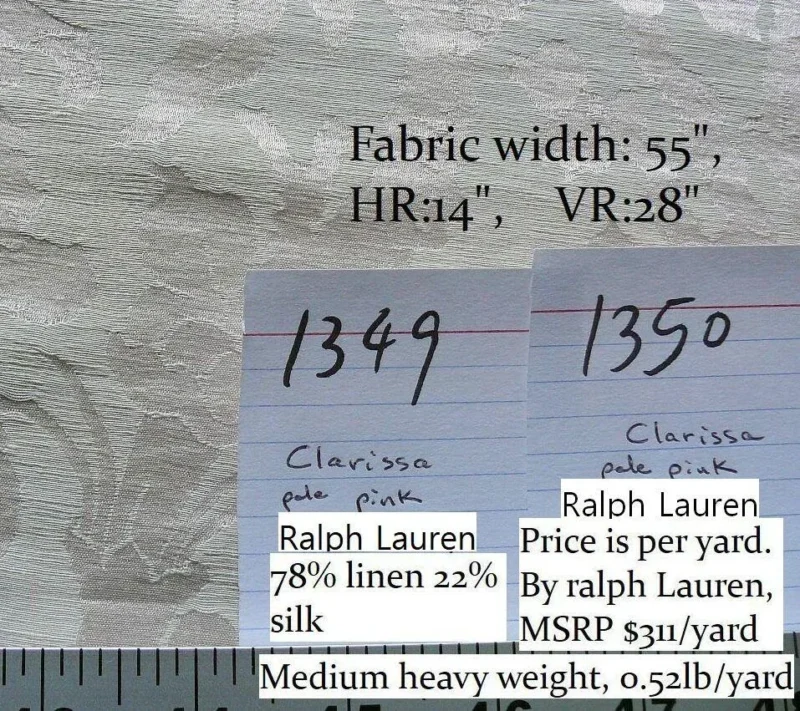 Fabric width: 55",
HR:14", VR:28"
1349
Clarissa
pale pink
Ralph Lauren
78% linen 22%
silk
1350
Clarissa
pale pink
Ralph Lauren
Price is per yard.
By ralph Lauren,
MSRP $311/yard
Medium heavy weight, 0.52lb/yard